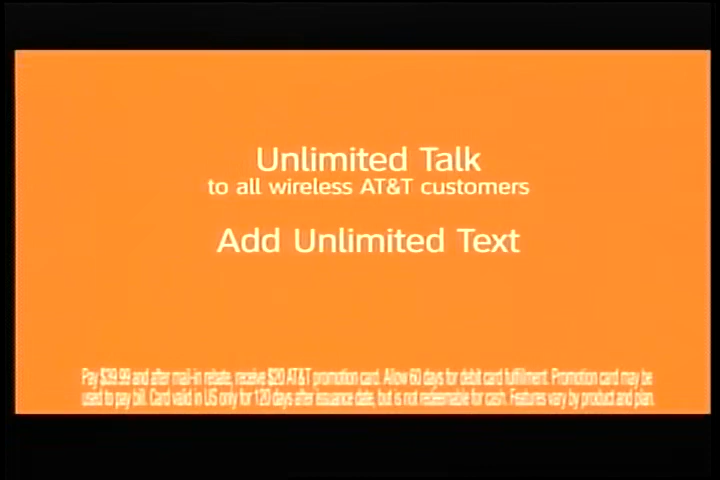 Unlimited Talk
to all wireless AT&T customers
Add Unlimited Text
Pay $39.99 and after mail-in rebate, receive $20 AT&T promotion card. Allow 60 days for debit card fulfillment. Promotion card may be
used to pay bill. Card valid in US only for 120 days after issuance date, but is not redeemable for cash. Features vary by product and plan.